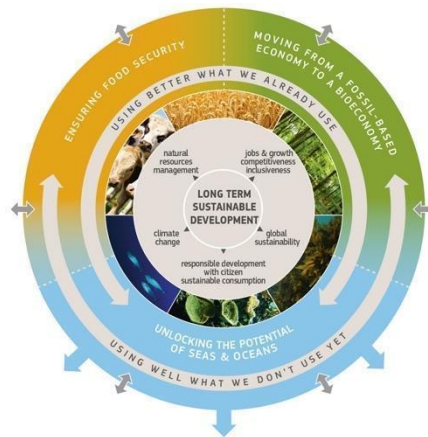 ENSURING FOOD SECURITY
MOVING FROM A FOSSIL-BASED
ECONOMY TO A BIOECONOMY
USING BETTER WHAT WE ALREADY USE
natural
resources
management
jobs & growth
competitiveness
inclusiveness
LONG TERM
SUSTAINABLE
DEVELOPMENT
climate
change
global
sustainability
responsible development
with citizen
sustainable consumption
UNLOCKING THE POTENTIAL
OF SEAS & OCEANS
USING WELL WHAT WE DON'T USE YET